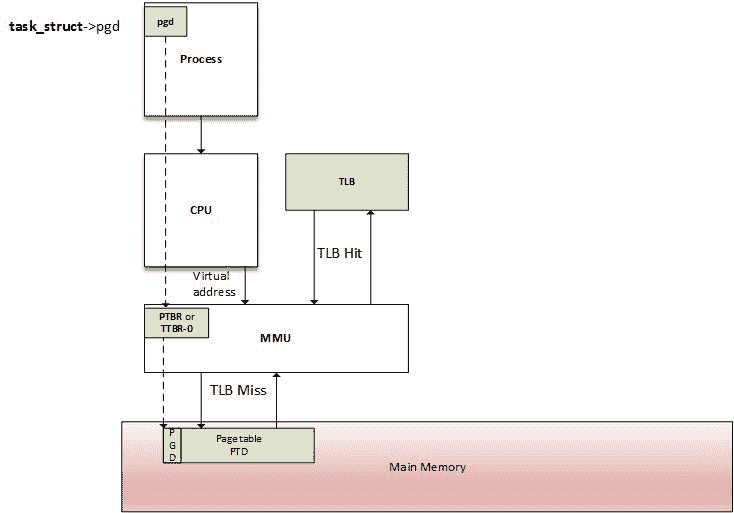 task_struct->pgd
pgd
Process
CPU
TLB
TLB Hit
Virtual
address
PTBR or
TTBR-0
MMU
TLB Miss
P
G
D
Page table
PTD
Main Memory